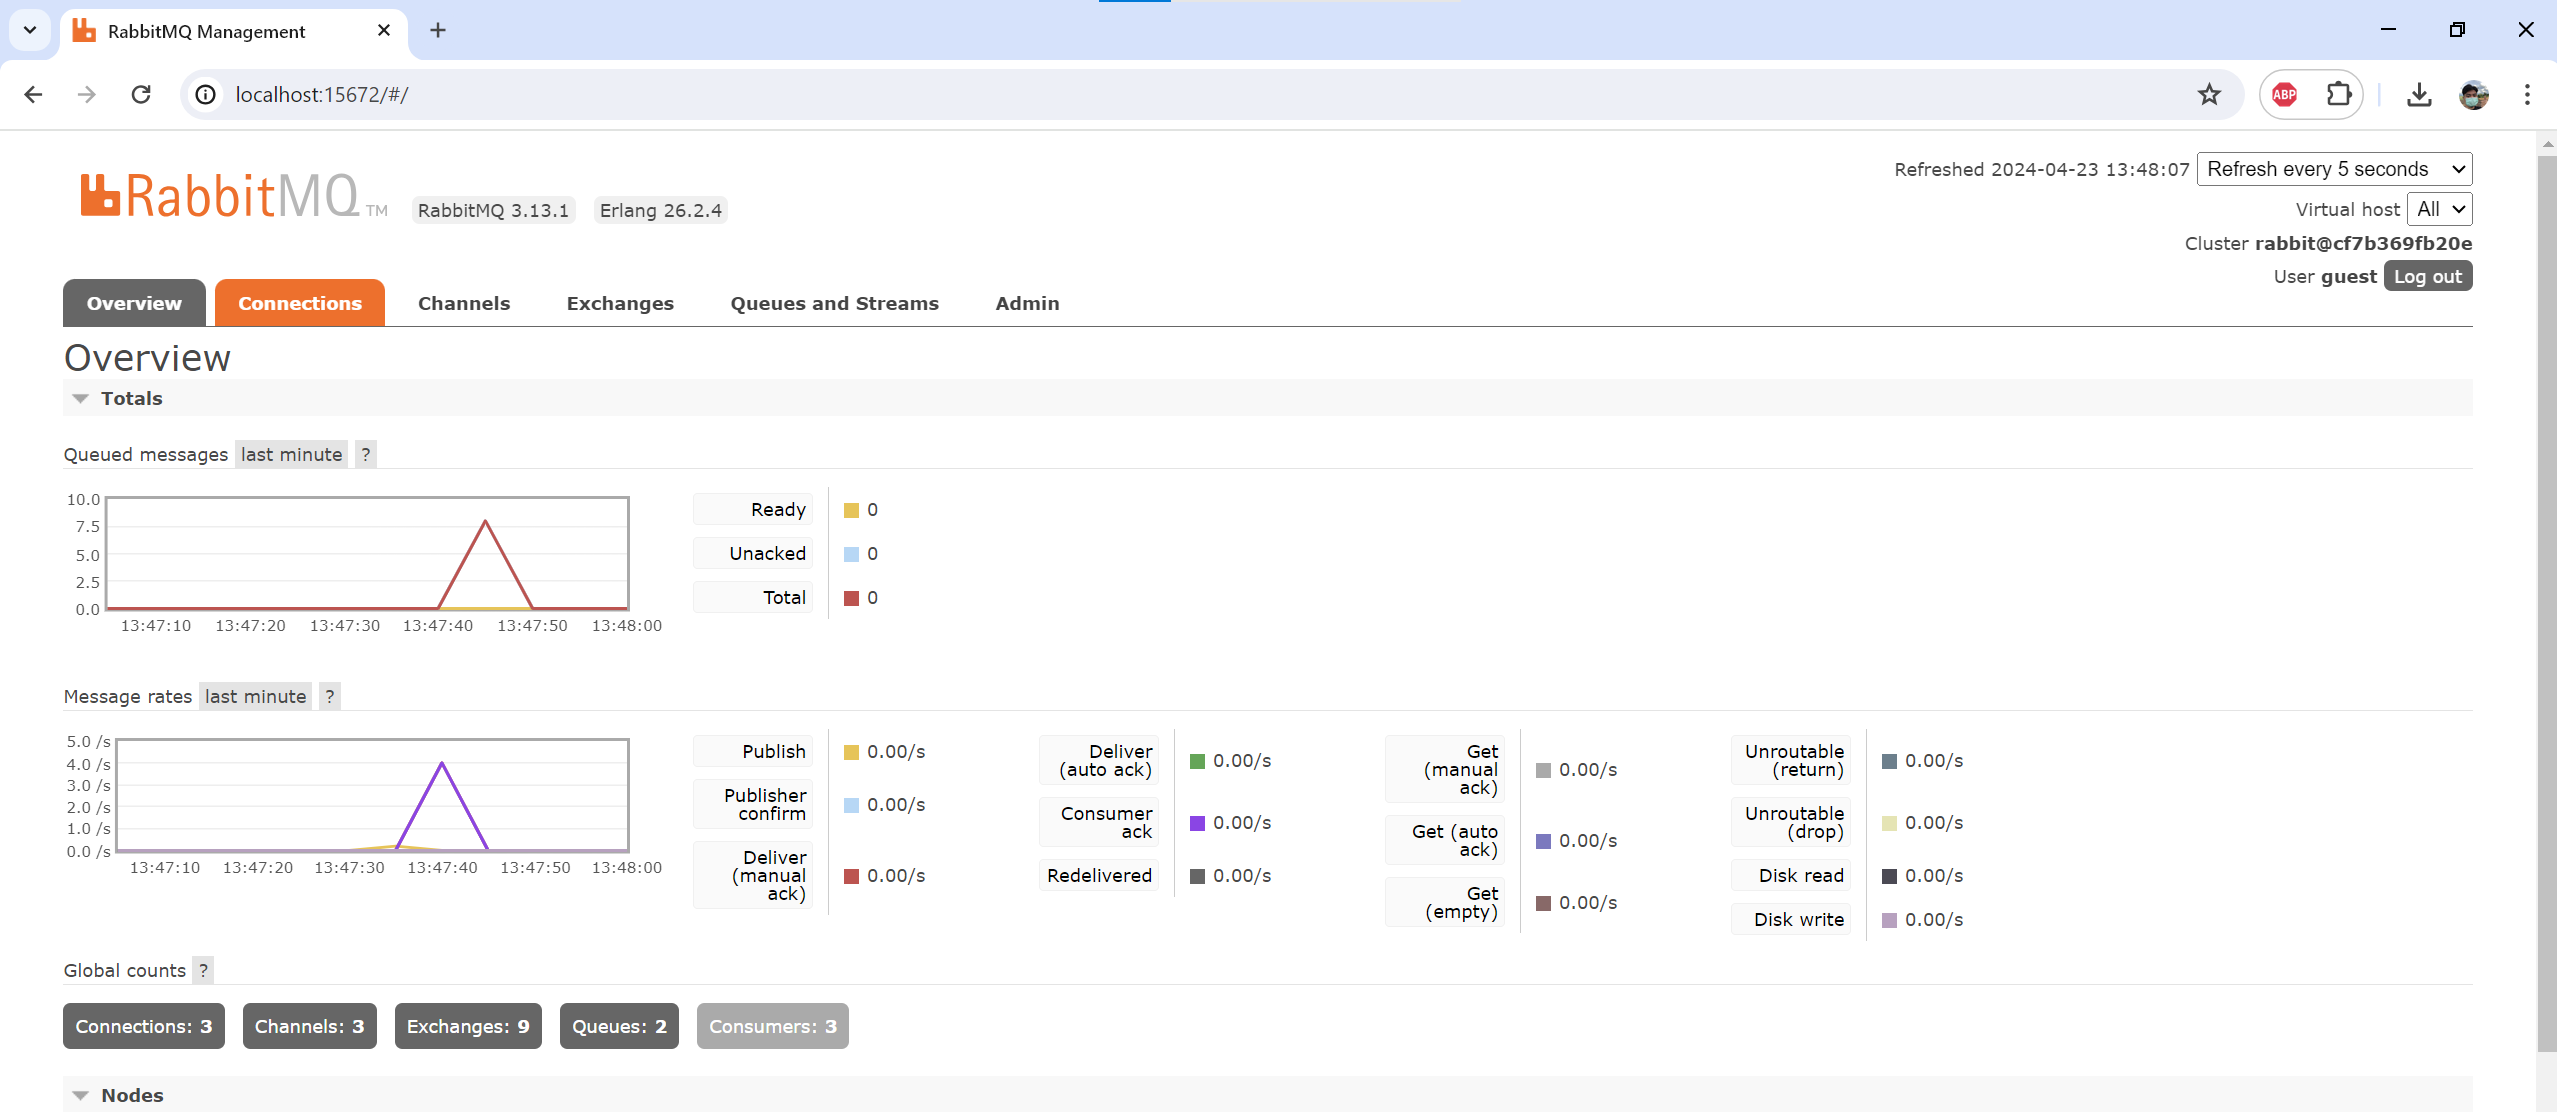 RabbitMQ Management
localhost:15672/#/
ABP
RabbitMQ TM
RabbitMQ 3.13.1 Erlang 26.2.4
Refreshed 2024-04-23 13:48:07 Refresh every 5 seconds
Virtual host All
Cluster rabbit@cf7b369fb20e
User guest Log out
Overview Connections Channels Exchanges Queues and Streams Admin
Overview
Totals
Queued messages last minute ?
10.0
7.5
5.0
2.5
0.0
13:47:10 13:47:20 13:47:30 13:47:40 13:47:50 13:48:00
Ready 0
Unacked 0
Total 0
Message rates last minute ?
5.0 /s
4.0 /s
3.0 /s
2.0 /s
1.0 /s
0.0 /s
13:47:10 13:47:20 13:47:30 13:47:40 13:47:50 13:48:00
Publish 0.00/s
Publisher
confirm 0.00/s
Deliver
(manual
ack) 0.00/s
Deliver
(auto ack) 0.00/s
Consumer
ack 0.00/s
Redelivered 0.00/s
Get
(manual
ack) 0.00/s
Get (auto
ack) 0.00/s
Get
(empty) 0.00/s
Unroutable
(return) 0.00/s
Unroutable
(drop) 0.00/s
Disk read 0.00/s
Disk write 0.00/s
Global counts ?
Connections: 3 Channels: 3 Exchanges: 9 Queues: 2 Consumers: 3
Nodes